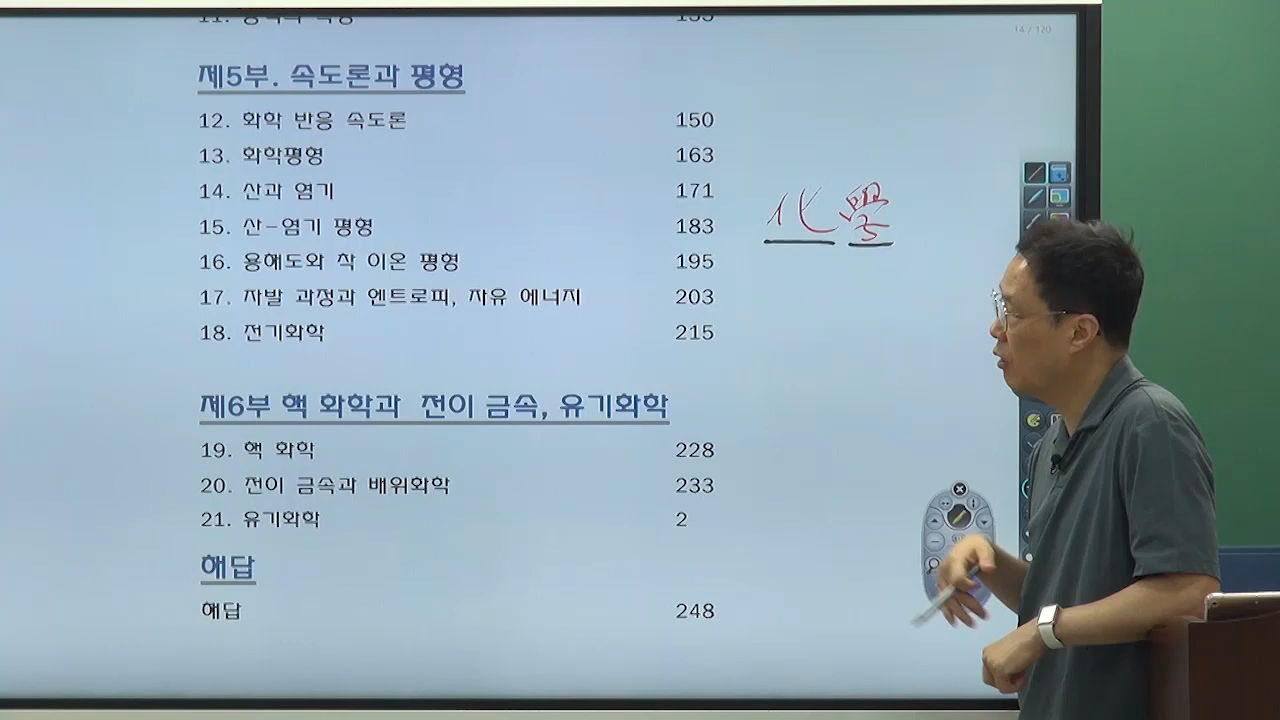 14 / 120
제5부. 속도론과 평형
12. 화학 반응 속도론 150
13. 화학평형 163
14. 산과 염기 171
15. 산-염기 평형 183
16. 용해도와 착 이온 평형 195
17. 자발 과정과 엔트로피, 자유 에너지 203
18. 전기화학 215
化學
제6부 핵 화학과 전이 금속, 유기화학
19. 핵 화학 228
20. 전이 금속과 배위화학 233
21. 유기화학 2
해답
해답 248